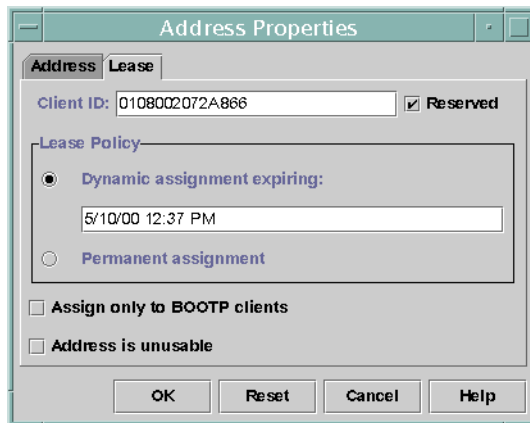 Address Properties
Address Lease
Client ID: 0108002072A866 Reserved
Lease Policy
Dynamic assignment expiring:
5/10/00 12:37 PM
Permanent assignment
Assign only to BOOTP clients
Address is unusable
OK Reset Cancel Help